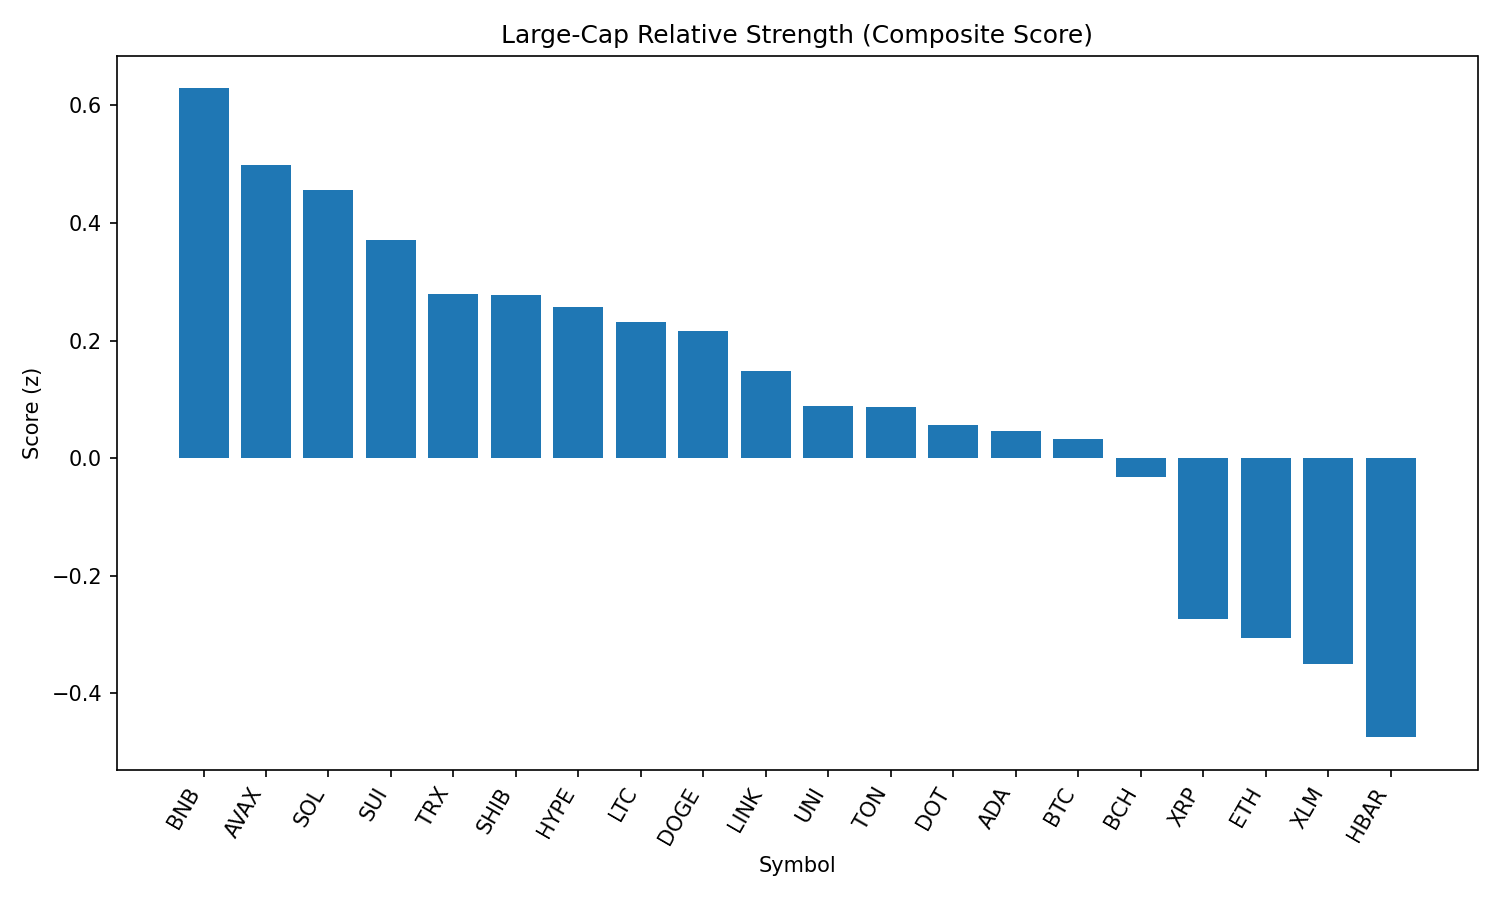 Large-Cap Relative Strength (Composite Score)
Score (z)
0.6
0.4
0.2
0.0
−0.2
−0.4
BNB
AVAX
SOL
SUI
TRX
SHIB
HYPE
LTC
DOGE
LINK
UNI
TON
DOT
ADA
BTC
BCH
XRP
ETH
XLM
HBAR
Symbol